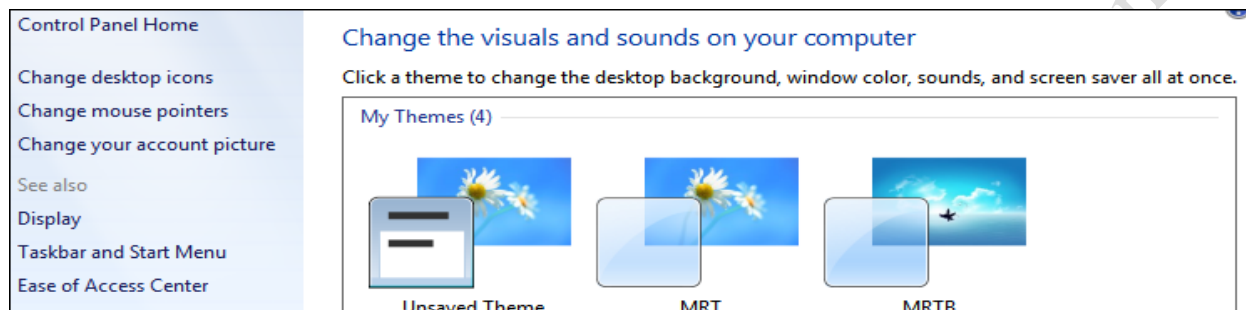 Control Panel Home
Change desktop icons
Change mouse pointers
Change your account picture
See also
Display
Taskbar and Start Menu
Ease of Access Center
Change the visuals and sounds on your computer
Click a theme to change the desktop background, window color, sounds, and screen saver all at once.
My Themes (4)
Unsaved Theme
MRT
MRTB